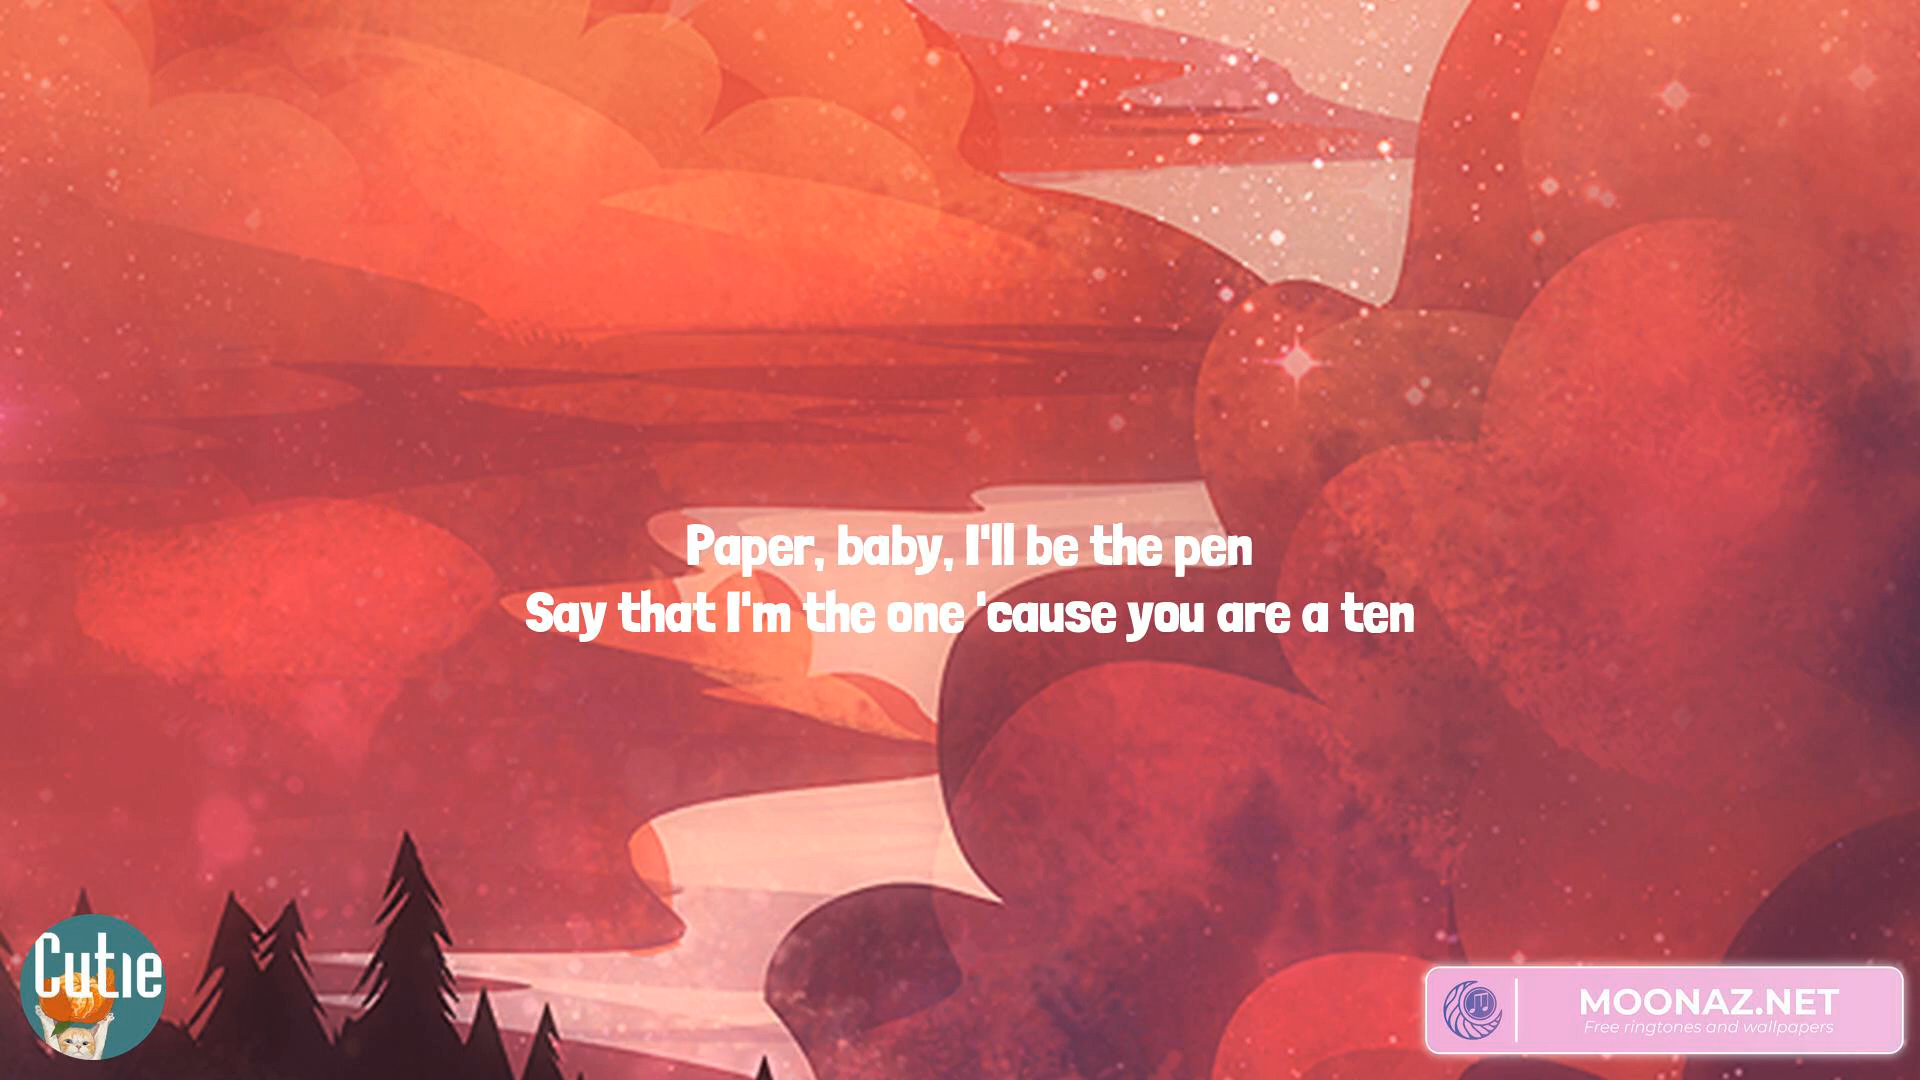 Paper, baby, I'll be the pen
Say that I'm the one 'cause you are a ten
Cutie
MOONAZ.NET
Free ringtones and wallpapers